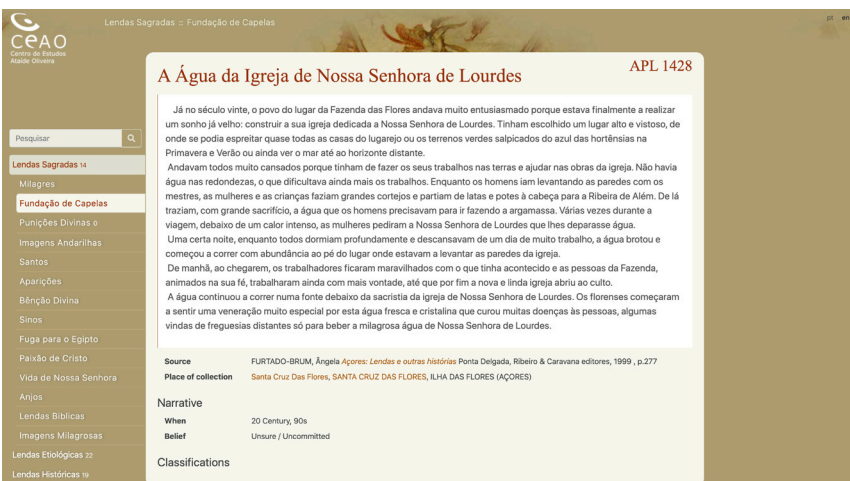 CeAO
Centro de Estudos
Ataíde Oliveira
Lendas Sagradas :: Fundação de Capelas
pt en
A Água da Igreja de Nossa Senhora de Lourdes
APL 1428
Já no século vinte, o povo do lugar da Fazenda das Flores andava muito entusiasmado porque estava finalmente a realizar
um sonho já velho: construir a sua igreja dedicada a Nossa Senhora de Lourdes. Tinham escolhido um lugar alto e vistoso, de
onde se podia espreitar quase todas as casas do lugarejo ou os terrenos verdes salpicados do azul das hortênsias na
Primavera e Verão ou ainda ver o mar até ao horizonte distante.
Andavam todos muito cansados porque tinham de fazer os seus trabalhos nas terras e ajudar nas obras da igreja. Não havia
água nas redondezas, o que dificultava ainda mais os trabalhos. Enquanto os homens iam levantando as paredes com os
mestres, as mulheres e as crianças faziam grandes cortejos e partiam de latas e potes à cabeça para a Ribeira de Além. De lá
traziam, com grande sacrifício, a água que os homens precisavam para ir fazendo a argamassa. Várias vezes durante a
viagem, debaixo de um calor intenso, as mulheres pediram a Nossa Senhora de Lourdes que lhes deparasse água.
Uma certa noite, enquanto todos dormiam profundamente e descansavam de um dia de muito trabalho, a água brotou e
começou a correr com abundância ao pé do lugar onde estavam a levantar as paredes da igreja.
De manhã, ao chegarem, os trabalhadores ficaram maravilhados com o que tinha acontecido e as pessoas da Fazenda,
animados na sua fé, trabalharam ainda com mais vontade, até que por fim a nova e linda igreja abriu ao culto.
A água continuou a correr numa fonte debaixo da sacristia da igreja de Nossa Senhora de Lourdes. Os florenses começaram
a sentir uma veneração muito especial por esta água fresca e cristalina que curou muitas doenças às pessoas, algumas
vindas de freguesias distantes só para beber a milagrosa água de Nossa Senhora de Lourdes.
Source FURTADO-BRUM, Ângela Açores: Lendas e outras histórias Ponta Delgada, Ribeiro & Caravana editores, 1999 , p.277
Place of collection Santa Cruz Das Flores, SANTA CRUZ DAS FLORES, ILHA DAS FLORES (AÇORES)
Narrative
When 20 Century, 90s
Belief Unsure / Uncommitted
Classifications
Pesquisar
Lendas Sagradas 14
Milagres
Fundação de Capelas
Punições Divinas o
Imagens Andarilhas
Santos
Aparições
Bênção Divina
Sinos
Fuga para o Egipto
Paixão de Cristo
Vida de Nossa Senhora
Anjos
Lendas Bíblicas
Imagens Milagrosas
Lendas Etiológicas 22
Lendas Históricas 19